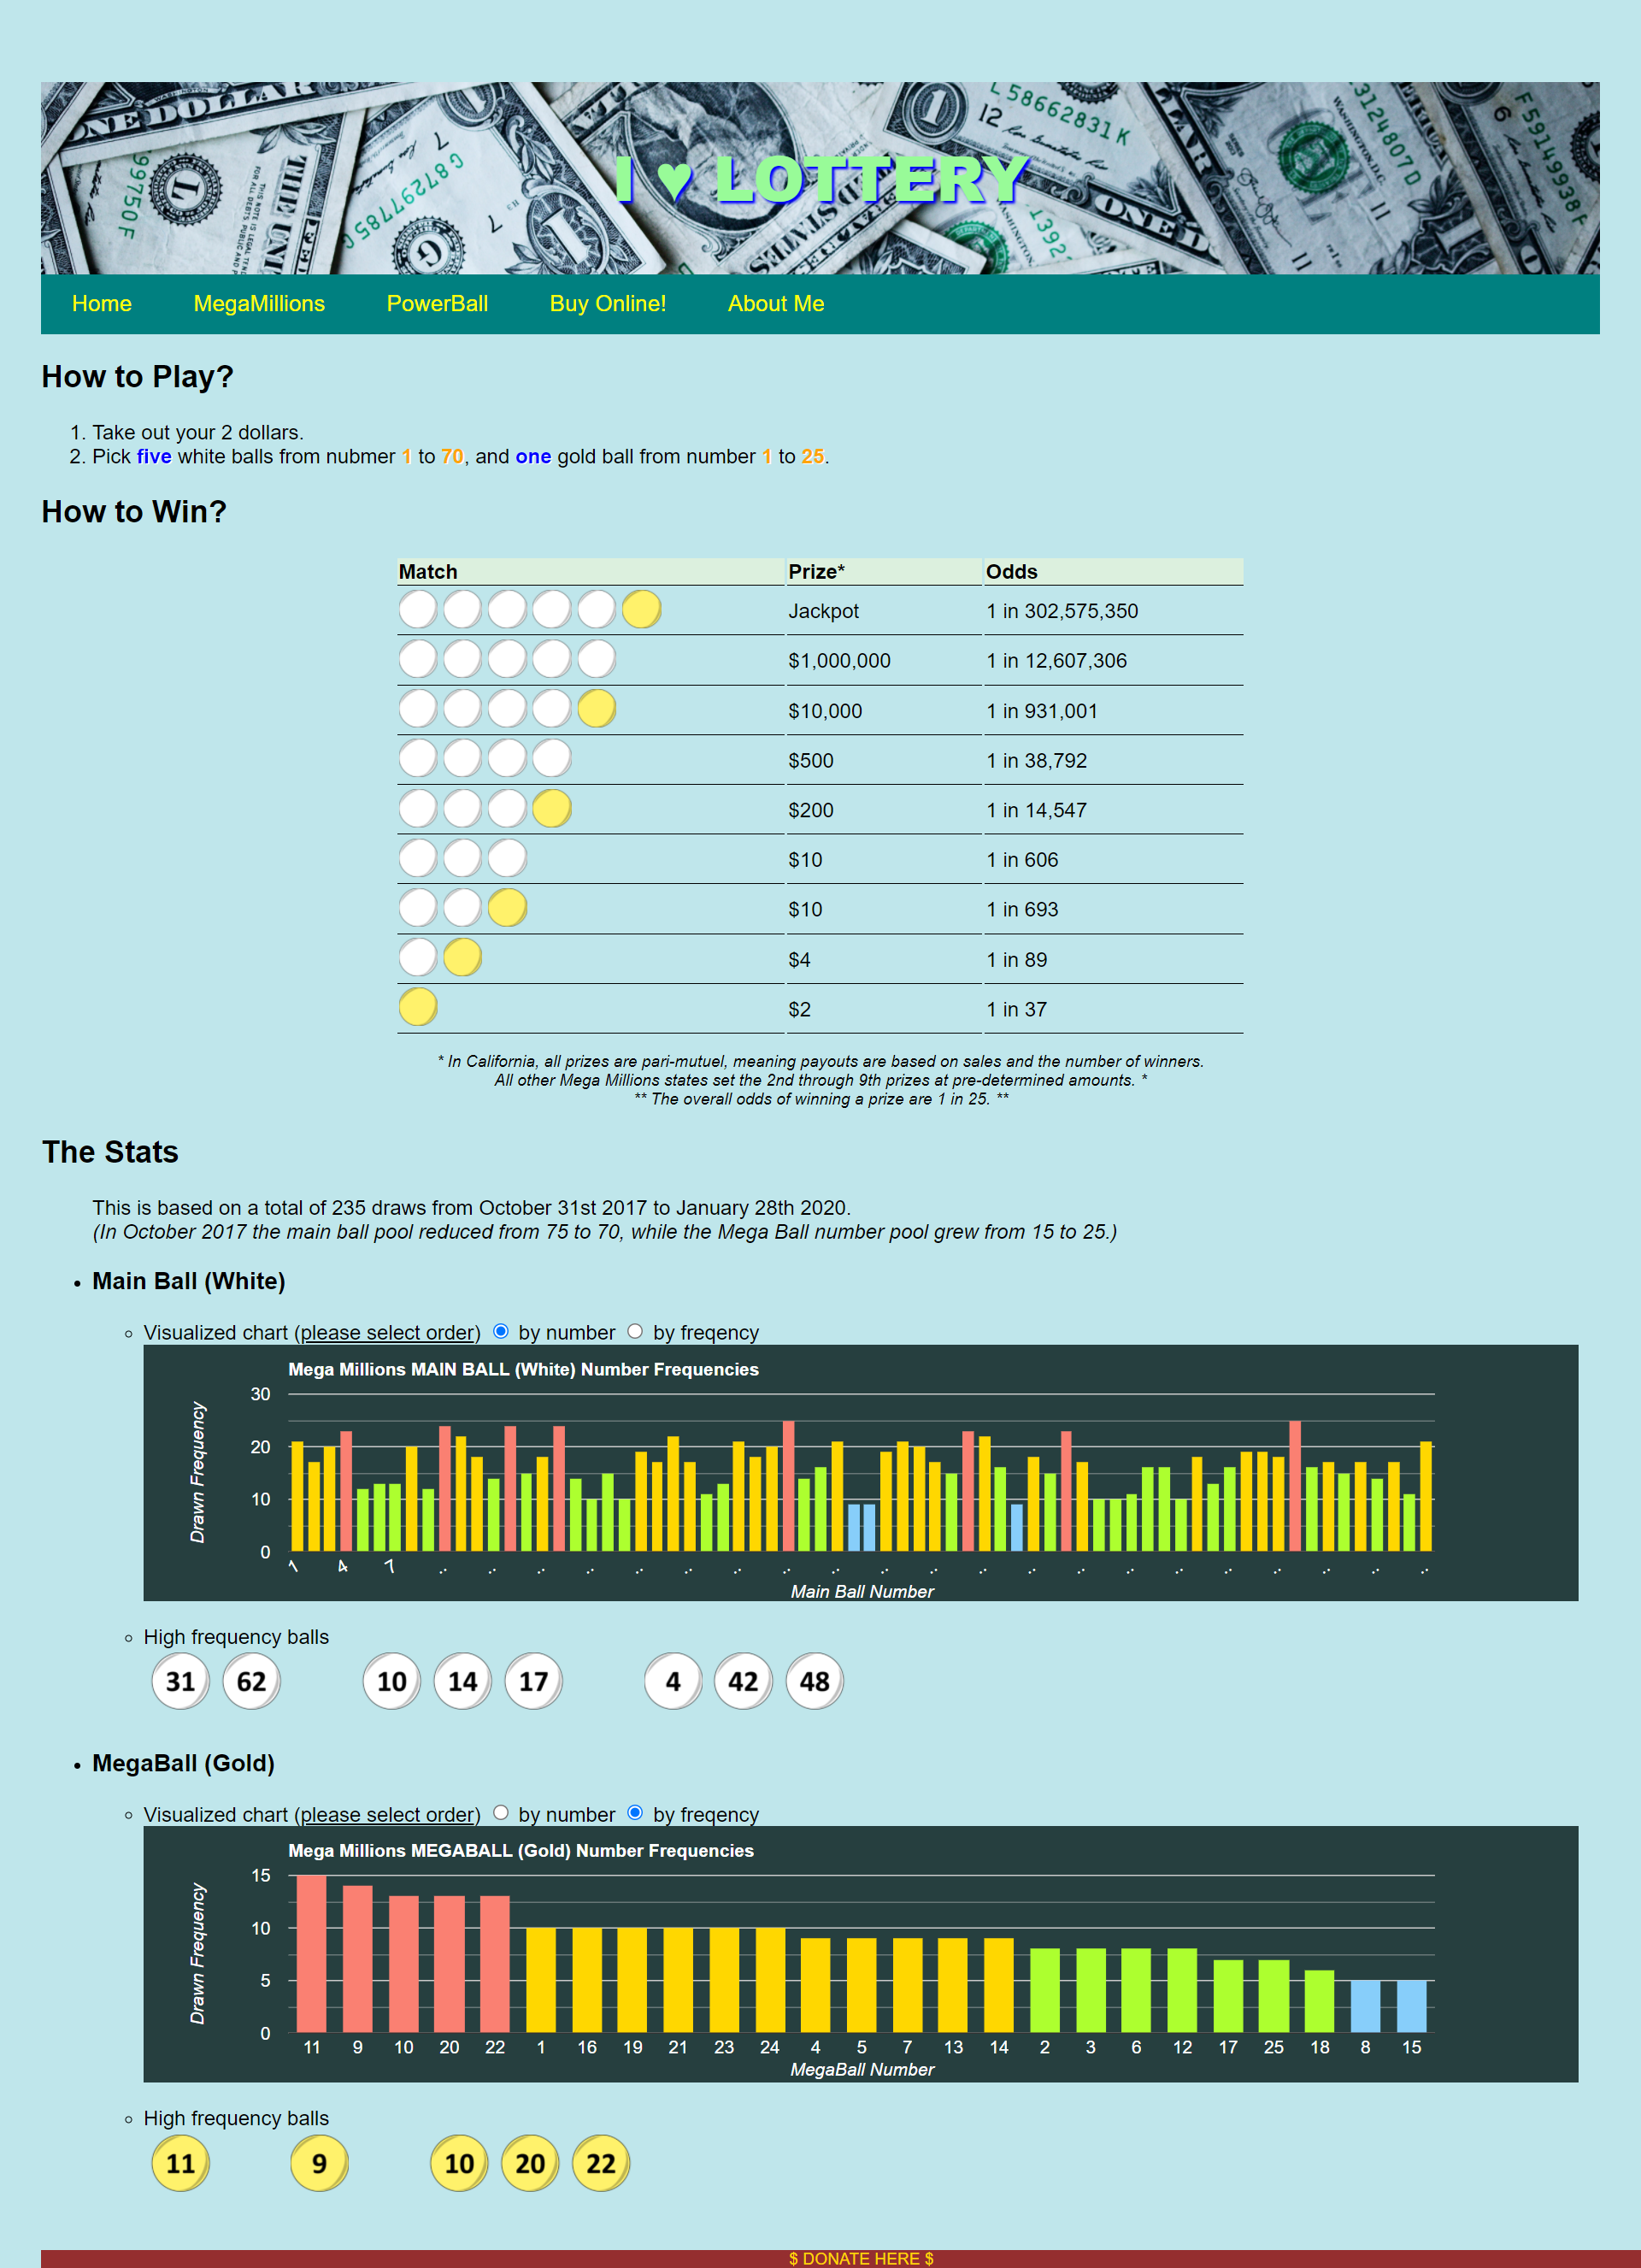 ONE DOLLAR
L 58662831 K
12
F 59149938 F
G 87297785 G
I ♥ LOTTERY
Home MegaMillions PowerBall Buy Online! About Me
How to Play?
1. Take out your 2 dollars.
2. Pick five white balls from nubmer 1 to 70, and one gold ball from number 1 to 25.
How to Win?
Match Prize* Odds
Jackpot 1 in 302,575,350
$1,000,000 1 in 12,607,306
$10,000 1 in 931,001
$500 1 in 38,792
$200 1 in 14,547
$10 1 in 606
$10 1 in 693
$4 1 in 89
$2 1 in 37
* In California, all prizes are pari-mutuel, meaning payouts are based on sales and the number of winners.
All other Mega Millions states set the 2nd through 9th prizes at pre-determined amounts. *
** The overall odds of winning a prize are 1 in 25. **
The Stats
This is based on a total of 235 draws from October 31st 2017 to January 28th 2020.
(In October 2017 the main ball pool reduced from 75 to 70, while the Mega Ball number pool grew from 15 to 25.)
Main Ball (White)
Visualized chart (please select order) by number by freqency
Mega Millions MAIN BALL (White) Number Frequencies
Drawn Frequency
30
20
10
0
1 4 7 .. .. .. .. .. .. .. .. .. .. .. .. .. .. .. .. .. .. .. .. ..
Main Ball Number
High frequency balls
31 62 10 14 17 4 42 48
MegaBall (Gold)
Visualized chart (please select order) by number by freqency
Mega Millions MEGABALL (Gold) Number Frequencies
Drawn Frequency
15
10
5
0
11 9 10 20 22 1 16 19 21 23 24 4 5 7 13 14 2 3 6 12 17 25 18 8 15
MegaBall Number
High frequency balls
11 9 10 20 22
$ DONATE HERE $